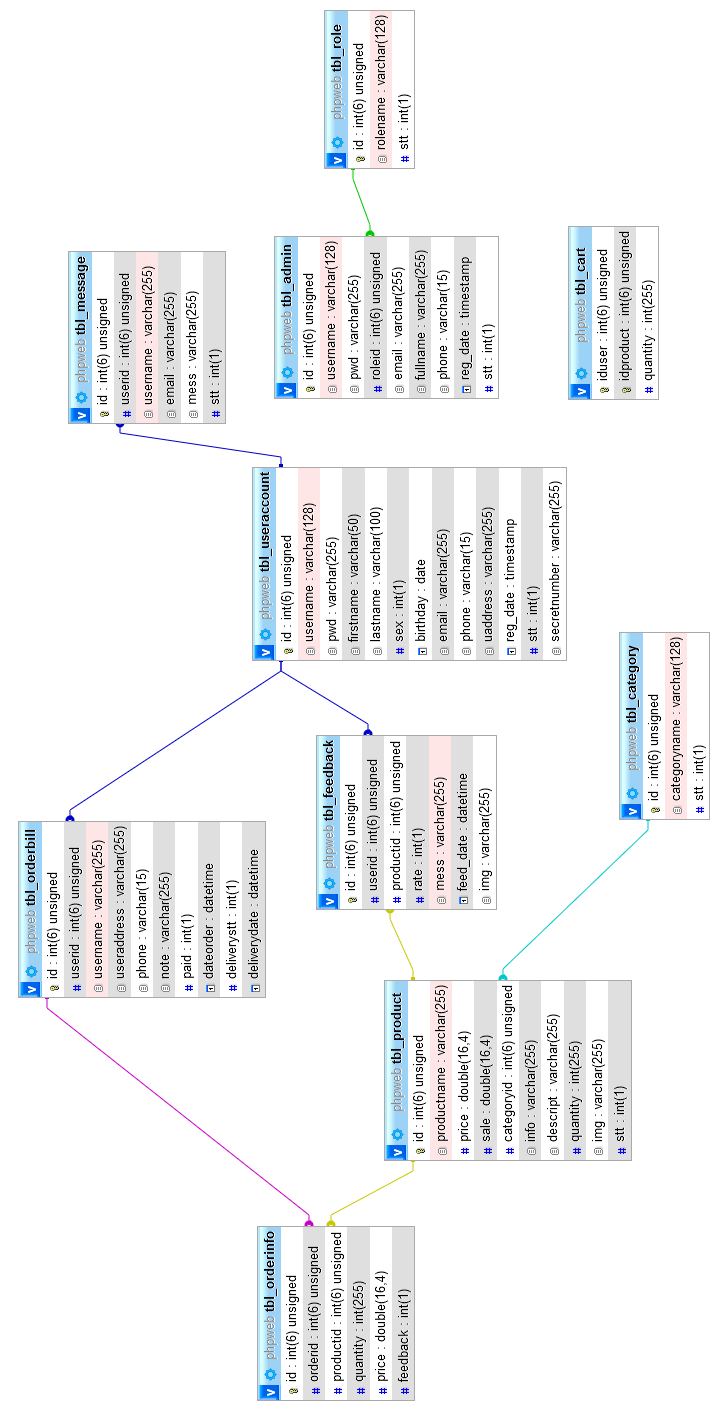 phpweb tbl_orderbill
id : int(6) unsigned
userid : int(6) unsigned
username : varchar(255)
useraddress : varchar(255)
phone : varchar(15)
note : varchar(255)
paid : int(1)
dateorder : datetime
deliverystt : int(1)
deliverydate : datetime
phpweb tbl_message
id : int(6) unsigned
userid : int(6) unsigned
username : varchar(255)
email : varchar(255)
mess : varchar(255)
stt : int(1)
phpweb tbl_useraccount
id : int(6) unsigned
username : varchar(128)
pwd : varchar(255)
firstname : varchar(50)
lastname : varchar(100)
sex : int(1)
birthday : date
email : varchar(255)
phone : varchar(15)
uaddress : varchar(255)
reg_date : timestamp
stt : int(1)
secretnumber : varchar(255)
phpweb tbl_orderinfo
id : int(6) unsigned
orderid : int(6) unsigned
productid : int(6) unsigned
quantity : int(255)
price : double(16,4)
feedback : int(1)
phpweb tbl_admin
id : int(6) unsigned
username : varchar(128)
pwd : varchar(255)
roleid : int(6) unsigned
email : varchar(255)
fullname : varchar(255)
phone : varchar(15)
reg_date : timestamp
stt : int(1)
phpweb tbl_feedback
id : int(6) unsigned
userid : int(6) unsigned
productid : int(6) unsigned
rate : int(1)
mess : varchar(255)
feed_date : datetime
img : varchar(255)
phpweb tbl_role
id : int(6) unsigned
rolename : varchar(128)
stt : int(1)
phpweb tbl_product
id : int(6) unsigned
productname : varchar(255)
price : double(16,4)
sale : double(16,4)
categoryid : int(6) unsigned
info : varchar(255)
descript : varchar(255)
quantity : int(255)
img : varchar(255)
stt : int(1)
phpweb tbl_cart
iduser : int(6) unsigned
idproduct : int(6) unsigned
quantity : int(255)
phpweb tbl_category
id : int(6) unsigned
categoryname : varchar(128)
stt : int(1)